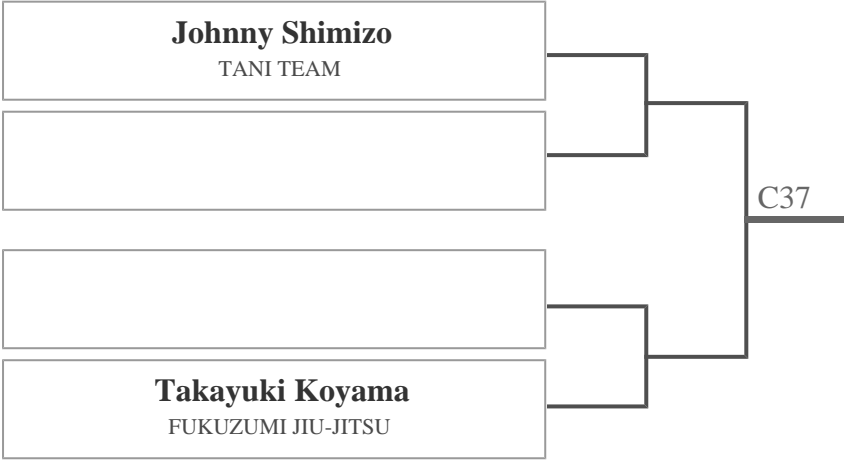 Johnny Shimizo
TANI TEAM
C37
Takayuki Koyama
FUKUZUMI JIU-JITSU